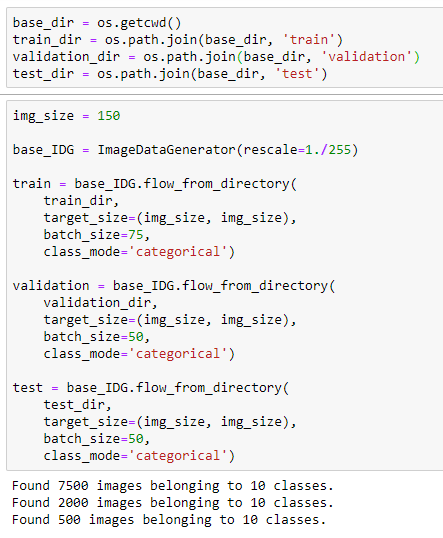 base_dir = os.getcwd()
train_dir = os.path.join(base_dir, 'train')
validation_dir = os.path.join(base_dir, 'validation')
test_dir = os.path.join(base_dir, 'test')
img_size = 150
base_IDG = ImageDataGenerator(rescale=1./255)
train = base_IDG.flow_from_directory(
    train_dir,
    target_size=(img_size, img_size),
    batch_size=75,
    class_mode='categorical')
validation = base_IDG.flow_from_directory(
    validation_dir,
    target_size=(img_size, img_size),
    batch_size=50,
    class_mode='categorical')
test = base_IDG.flow_from_directory(
    test_dir,
    target_size=(img_size, img_size),
    batch_size=50,
    class_mode='categorical')
Found 7500 images belonging to 10 classes.
Found 2000 images belonging to 10 classes.
Found 500 images belonging to 10 classes.